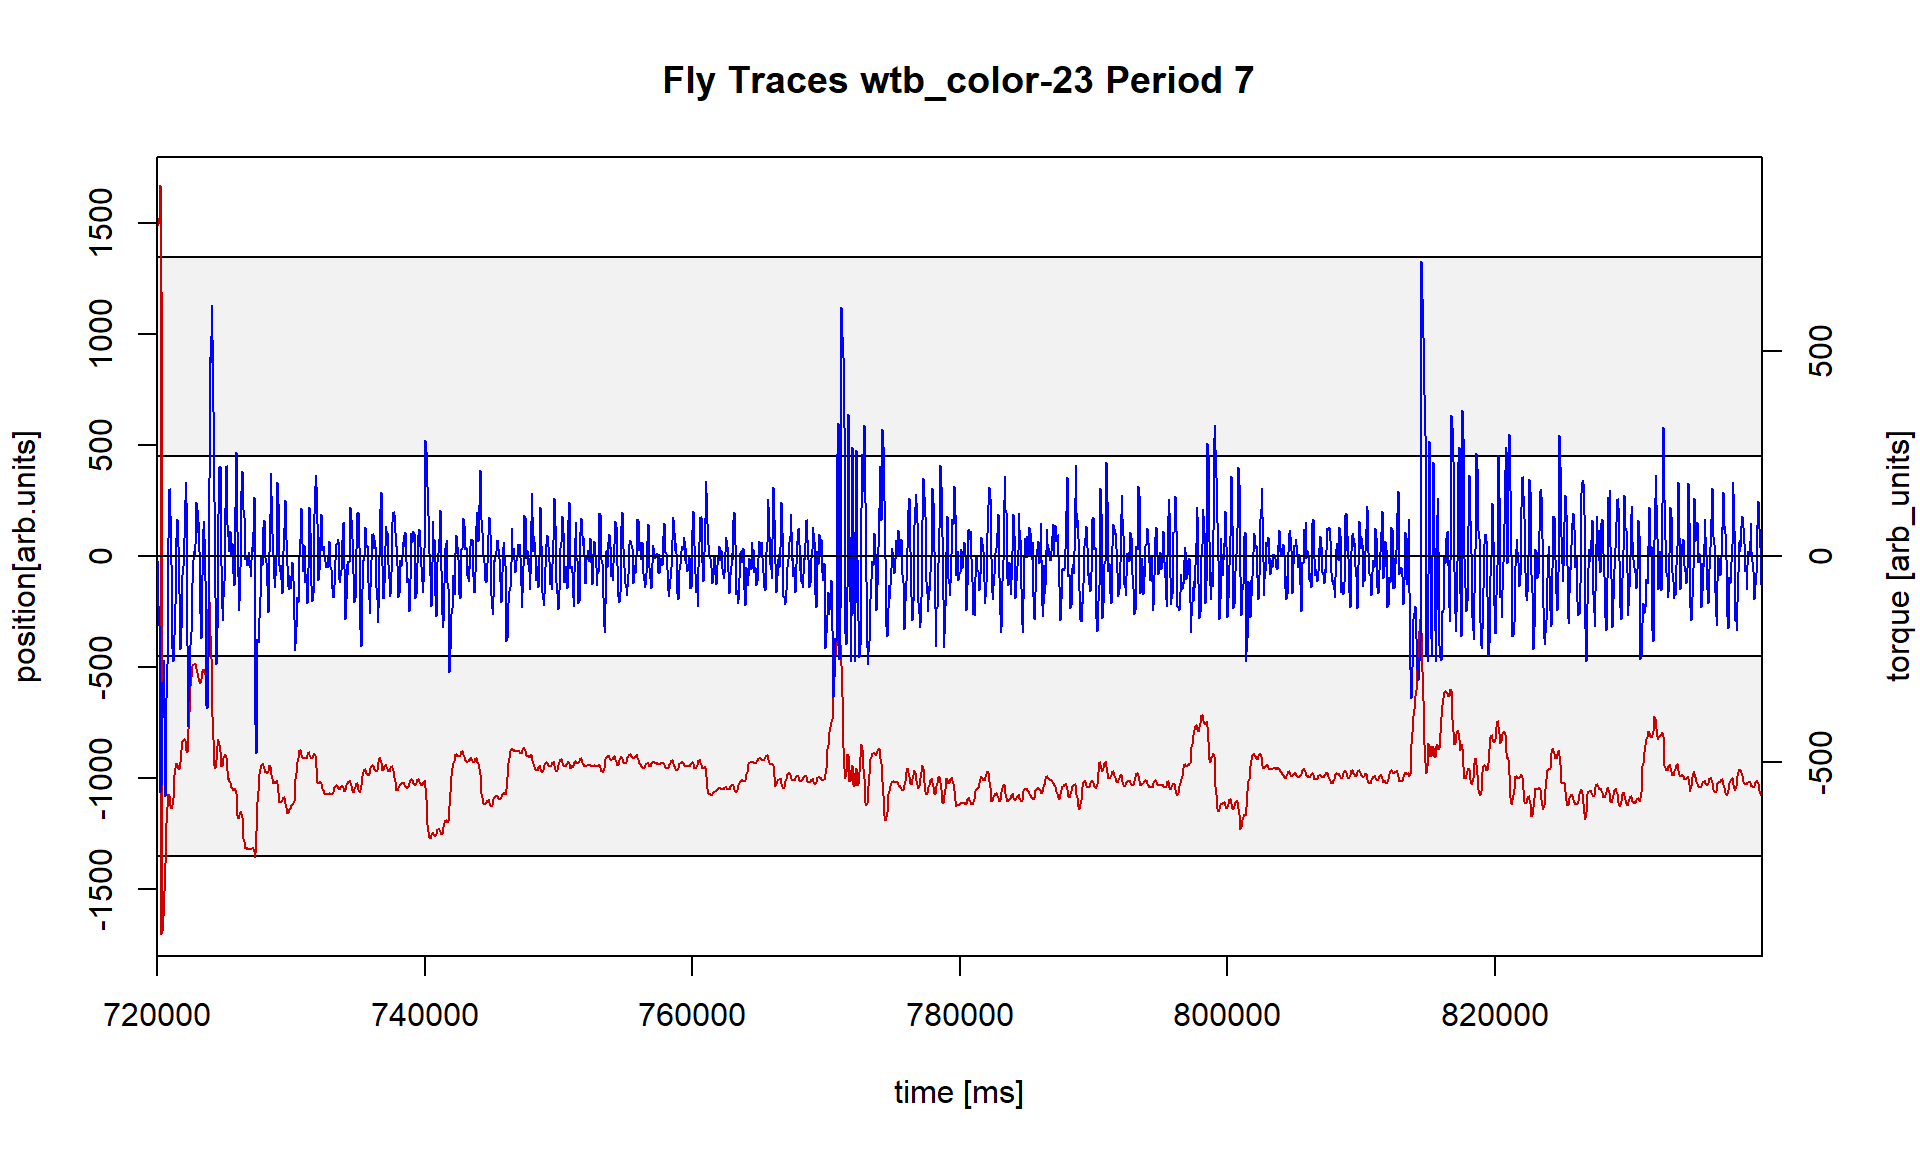 Fly Traces wtb_color-23 Period 7
position[arb.units]
1500
1000
500
0
-500
-1000
-1500
500
0
-500
torque [arb_units]
720000 740000 760000 780000 800000 820000
time [ms]